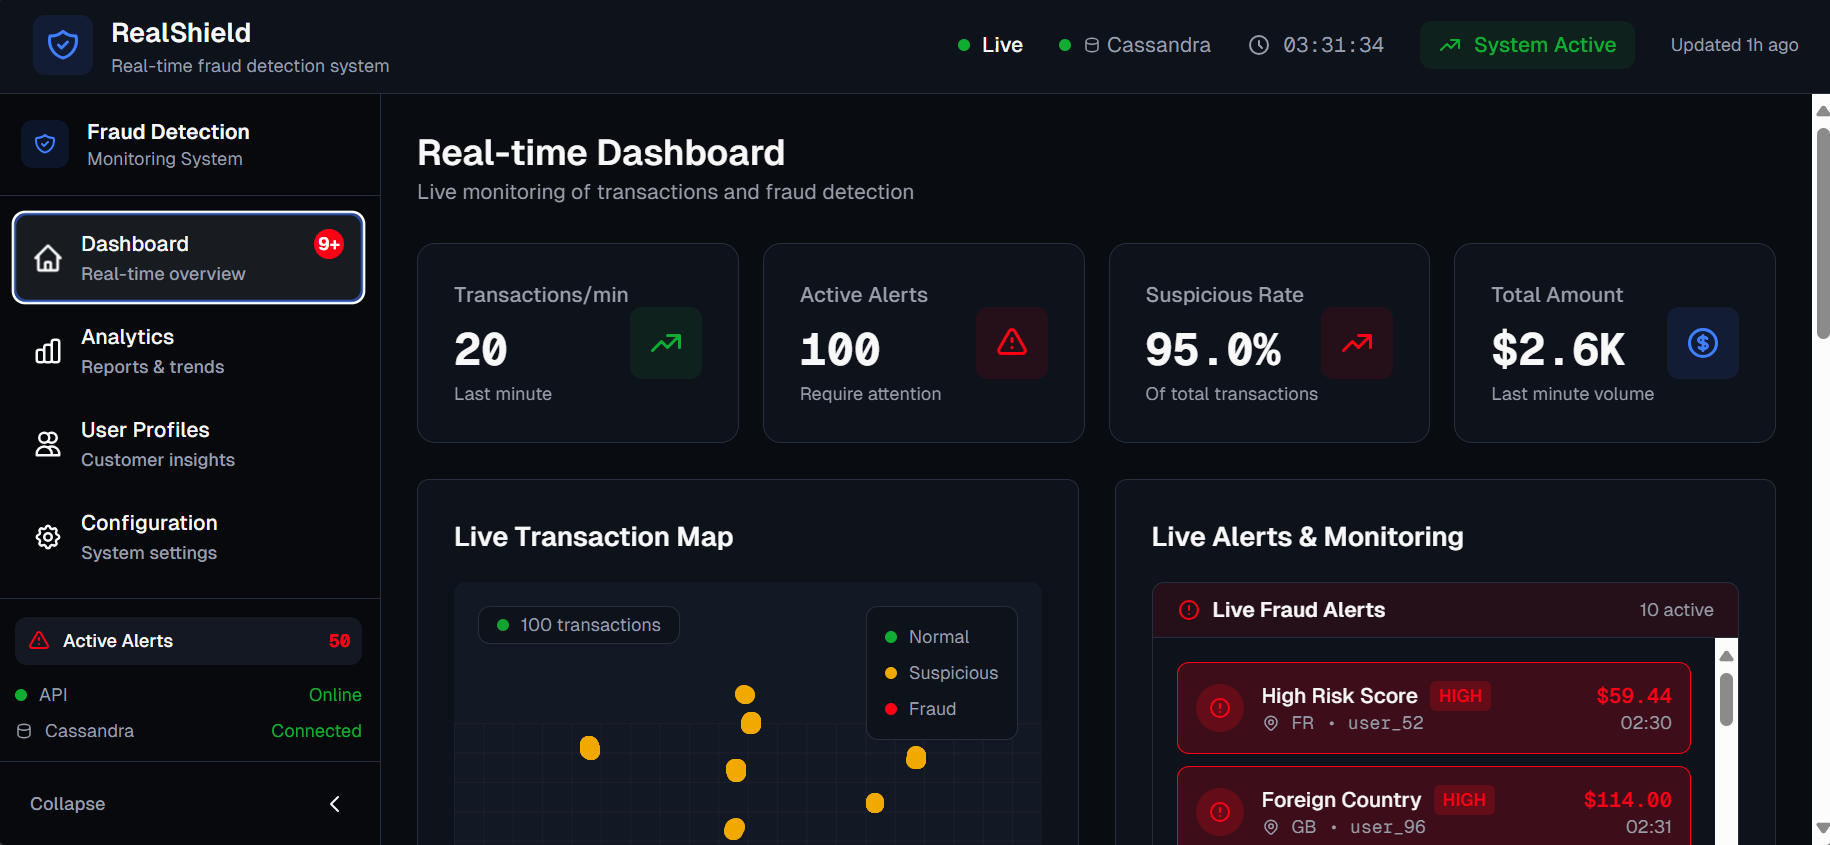 RealShield
Real-time fraud detection system
Live
Cassandra
03:31:34
System Active
Updated 1h ago
Fraud Detection
Monitoring System
Dashboard
9+
Real-time overview
Analytics
Reports & trends
User Profiles
Customer insights
Configuration
System settings
Active Alerts 50
API Online
Cassandra Connected
Collapse
Real-time Dashboard
Live monitoring of transactions and fraud detection
Transactions/min
20
Last minute
Active Alerts
100
Require attention
Suspicious Rate
95.0%
Of total transactions
Total Amount
$2.6K
Last minute volume
Live Transaction Map
100 transactions
Normal
Suspicious
Fraud
Live Alerts & Monitoring
Live Fraud Alerts 10 active
High Risk Score HIGH $59.44
FR • user_52 02:30
Foreign Country HIGH $114.00
GB • user_96 02:31